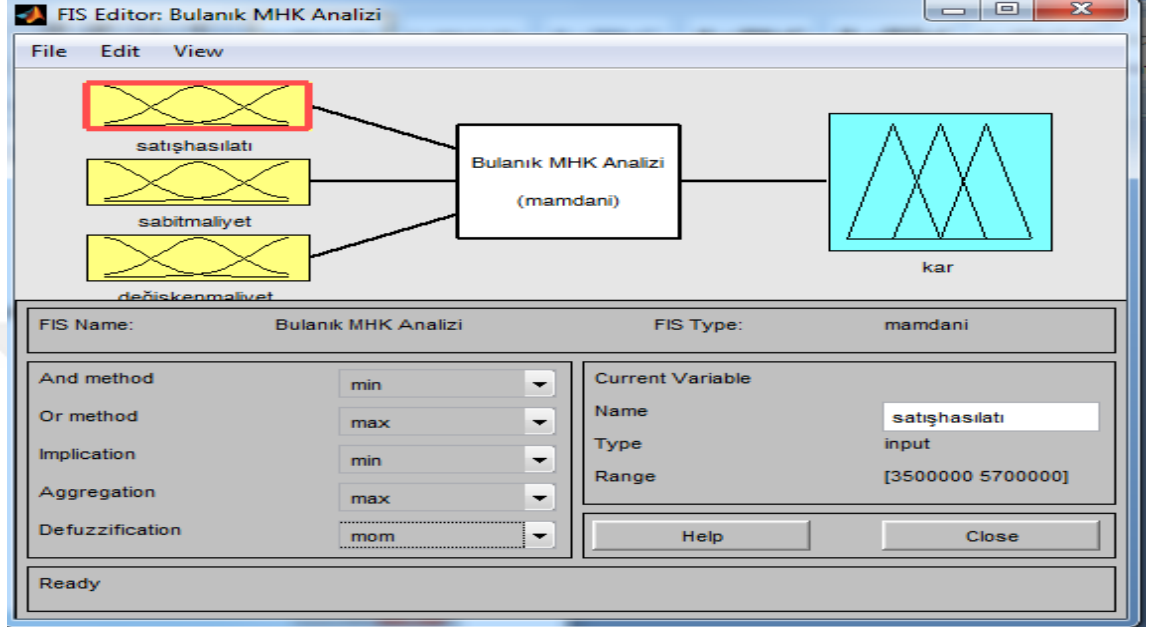 FIS Editor: Bulanık MHK Analizi
File Edit View
satışhasılatı
sabitmaliyet
değişkenmaliyet
Bulanık MHK Analizi
(mamdani)
kar
FIS Name: Bulanık MHK Analizi FIS Type: mamdani
And method min
Or method max
Implication min
Aggregation max
Defuzzification mom
Current Variable
Name satışhasılatı
Type input
Range [3500000 5700000]
Help Close
Ready